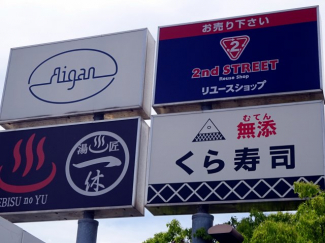 Aigan
お売り下さい
2
2nd STREET
Reuse Shop
リユースショップ
湯匠
一休
EBISU no YU
むてん
無添
くら寿司